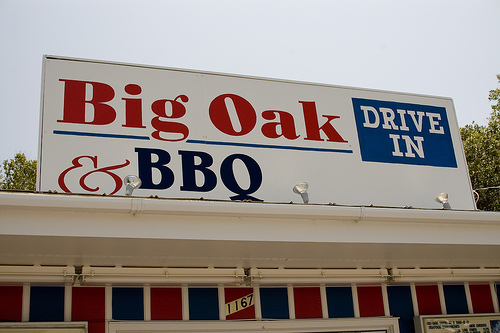 Big Oak
DRIVE
IN
& BBQ
1167